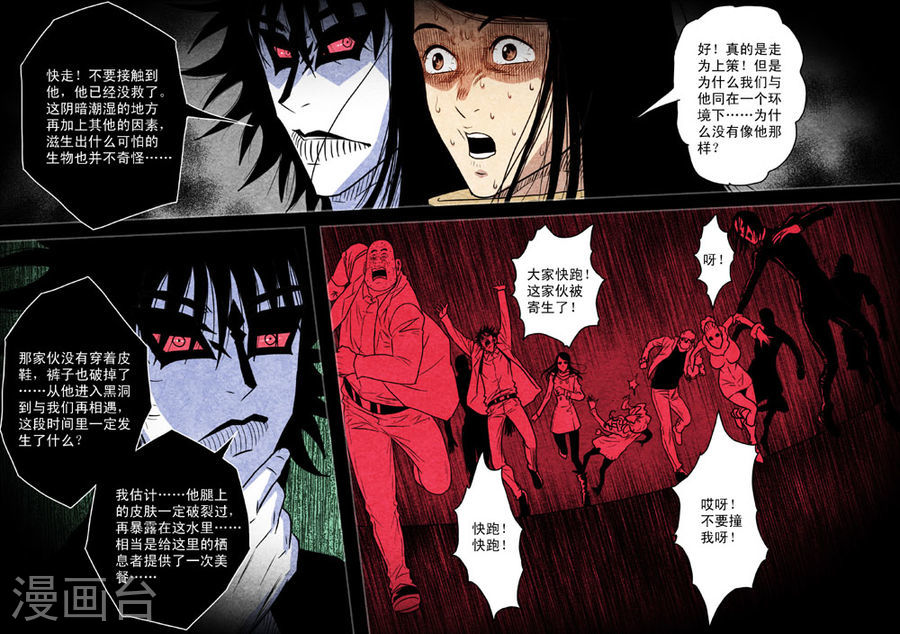 快走！不要接触到
他，他已经没救了。
这阴暗潮湿的地方
再加上其他的因素，
滋生出什么可怕的
生物也并不奇怪……
好！真的是走
为上策！但是
为什么我们与
他同在一个环
境下……为什
么没有像他那
样？
那家伙没有穿着皮
鞋，裤子也破掉了
……从他进入黑洞
到与我们再相遇，
这段时间里一定发
生了什么？
我估计……他腿上
的皮肤一定破裂过，
再暴露在这水里……
相当是给这里的栖
息者提供了一次美
餐……
大家快跑！
这家伙被
寄生了！
呀！
快跑！
快跑！
哎呀！
不要撞
我呀！
漫画台